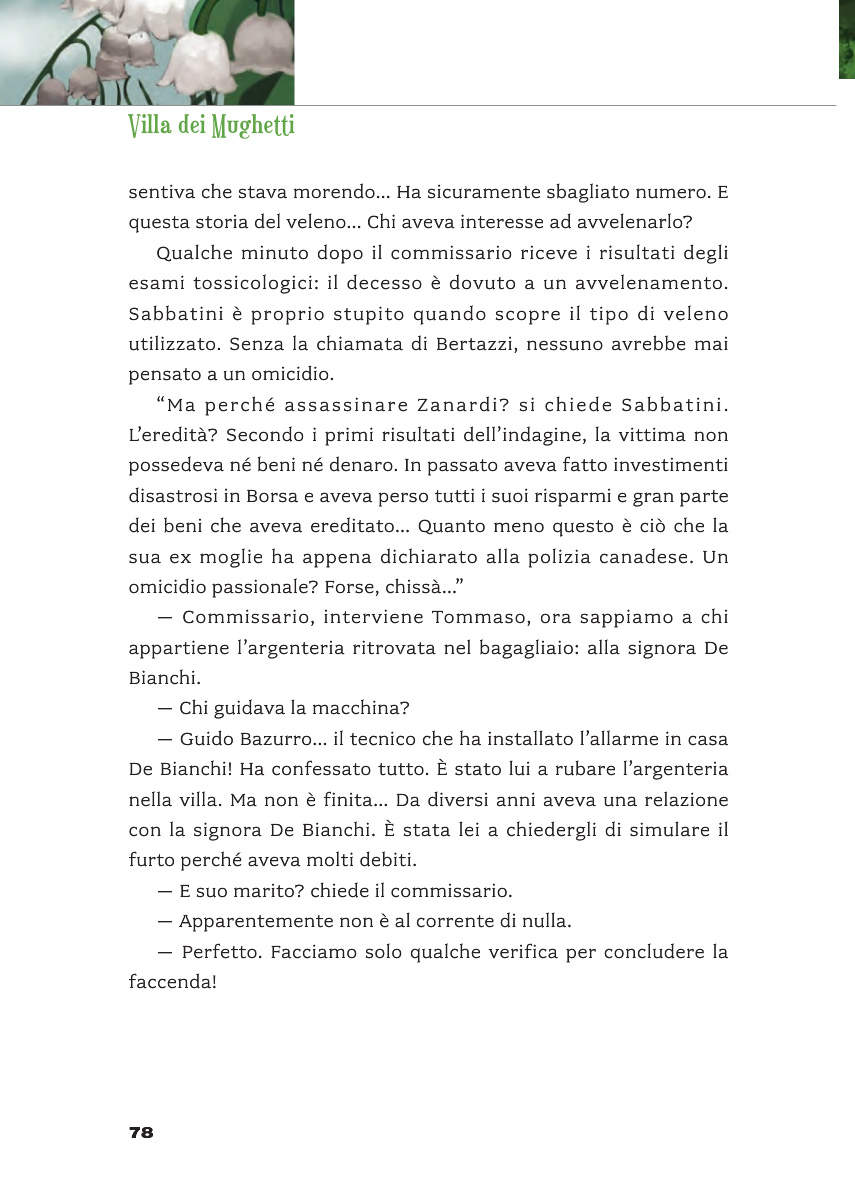 Villa dei Mughetti
sentiva che stava morendo... Ha sicuramente sbagliato numero. E
questa storia del veleno... Chi aveva interesse ad avvelenarlo?
Qualche minuto dopo il commissario riceve i risultati degli
esami tossicologici: il decesso è dovuto a un avvelenamento.
Sabbatini è proprio stupito quando scopre il tipo di veleno
utilizzato. Senza la chiamata di Bertazzi, nessuno avrebbe mai
pensato a un omicidio.
“Ma perché assassinare Zanardi? si chiede Sabbatini.
L’eredità? Secondo i primi risultati dell’indagine, la vittima non
possedeva né beni né denaro. In passato aveva fatto investimenti
disastrosi in Borsa e aveva perso tutti i suoi risparmi e gran parte
dei beni che aveva ereditato... Quanto meno questo è ciò che la
sua ex moglie ha appena dichiarato alla polizia canadese. Un
omicidio passionale? Forse, chissà...”
— Commissario, interviene Tommaso, ora sappiamo a chi
appartiene l’argenteria ritrovata nel bagagliaio: alla signora De
Bianchi.
— Chi guidava la macchina?
— Guido Bazurro... il tecnico che ha installato l’allarme in casa
De Bianchi! Ha confessato tutto. È stato lui a rubare l’argenteria
nella villa. Ma non è finita... Da diversi anni aveva una relazione
con la signora De Bianchi. È stata lei a chiedergli di simulare il
furto perché aveva molti debiti.
— E suo marito? chiede il commissario.
— Apparentemente non è al corrente di nulla.
— Perfetto. Facciamo solo qualche verifica per concludere la
faccenda!
78